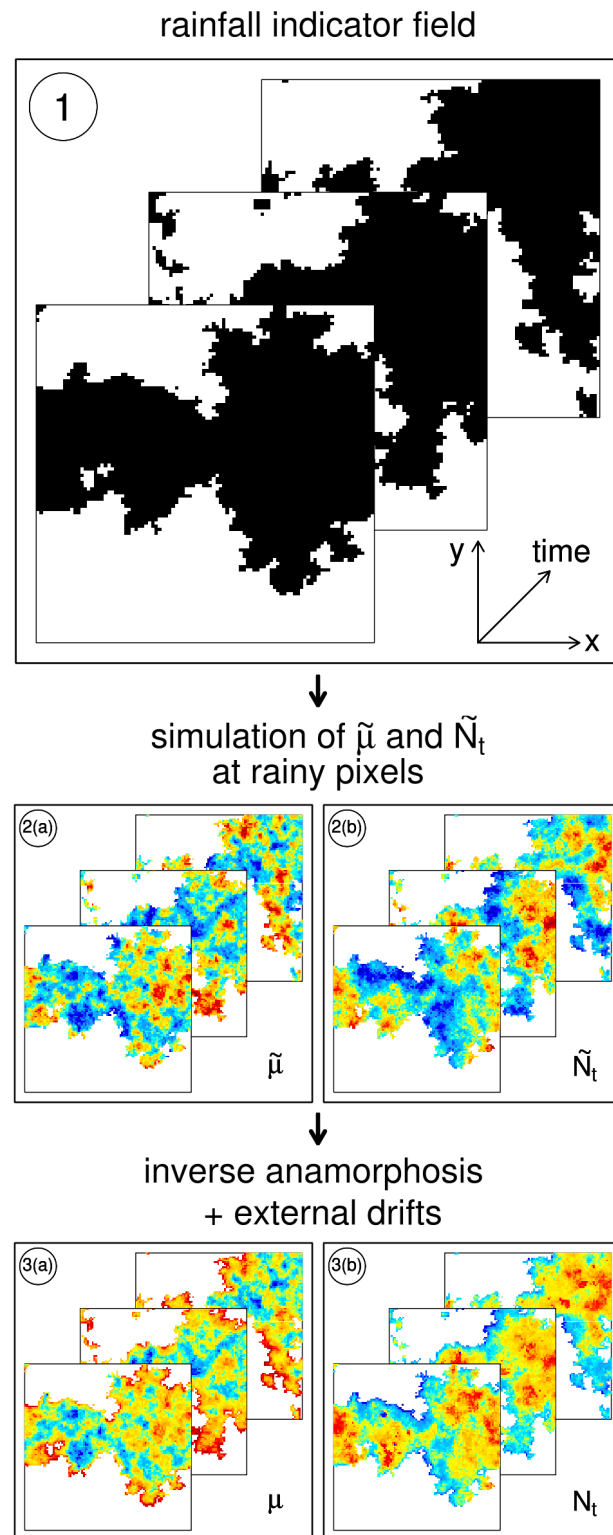 rainfall indicator field
1
y
time
x
simulation of μ̃ and Ñₜ
at rainy pixels
2(a)
2(b)
μ̃
Ñₜ
inverse anamorphosis
+ external drifts
3(a)
3(b)
μ
Nₜ